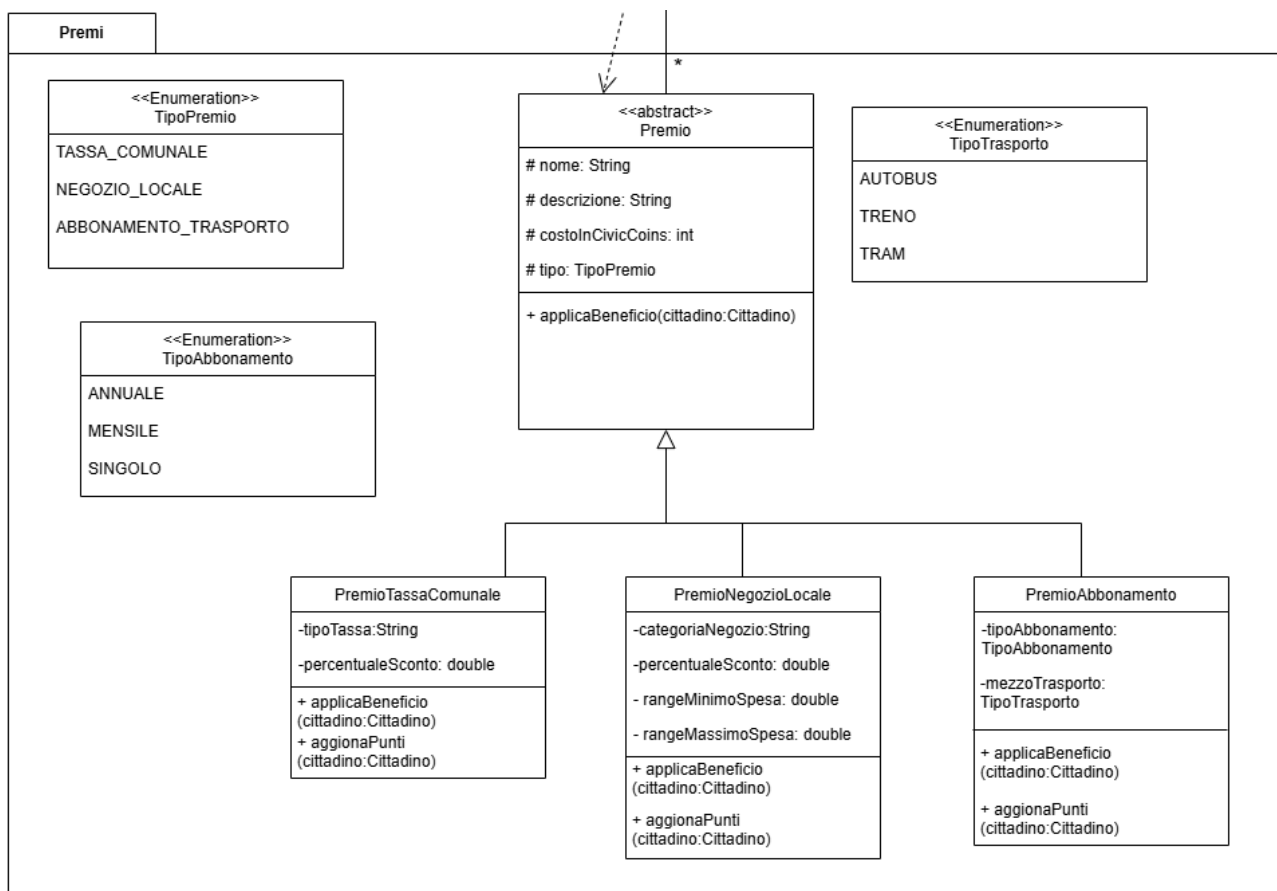 Premi
*
<<Enumeration>>
TipoPremio
TASSA_COMUNALE
NEGOZIO_LOCALE
ABBONAMENTO_TRASPORTO
<<abstract>>
Premio
# nome: String
# descrizione: String
# costoInCivicCoins: int
# tipo: TipoPremio
+ applicaBeneficio(cittadino:Cittadino)
<<Enumeration>>
TipoTrasporto
AUTOBUS
TRENO
TRAM
<<Enumeration>>
TipoAbbonamento
ANNUALE
MENSILE
SINGOLO
PremioTassaComunale
-tipoTassa:String
-percentualeSconto: double
+ applicaBeneficio
(cittadino:Cittadino)
+ aggionaPunti
(cittadino:Cittadino)
PremioNegozioLocale
-categoriaNegozio:String
-percentualeSconto: double
- rangeMinimoSpesa: double
- rangeMassimoSpesa: double
+ applicaBeneficio
(cittadino:Cittadino)
+ aggionaPunti
(cittadino:Cittadino)
PremioAbbonamento
-tipoAbbonamento:
TipoAbbonamento
-mezzoTrasporto:
TipoTrasporto
+ applicaBeneficio
(cittadino:Cittadino)
+ aggionaPunti
(cittadino:Cittadino)